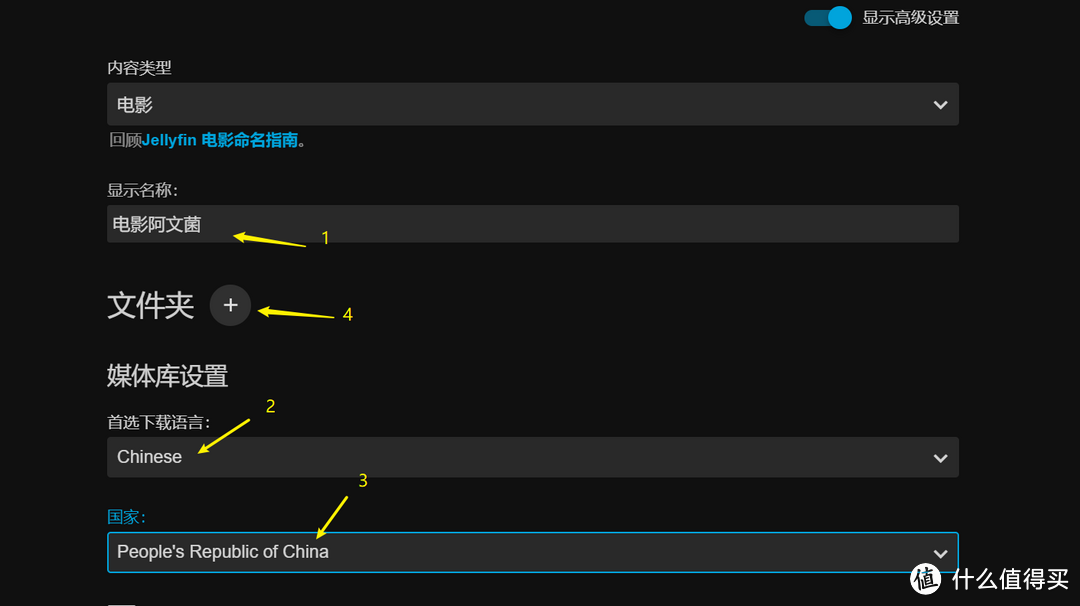 显示高级设置
内容类型
电影
回顾Jellyfin 电影命名指南。
显示名称：
电影阿文菌
1
文件夹 +
4
媒体库设置
2
首选下载语言：
Chinese
3
国家：
People's Republic of China
值 什么值得买